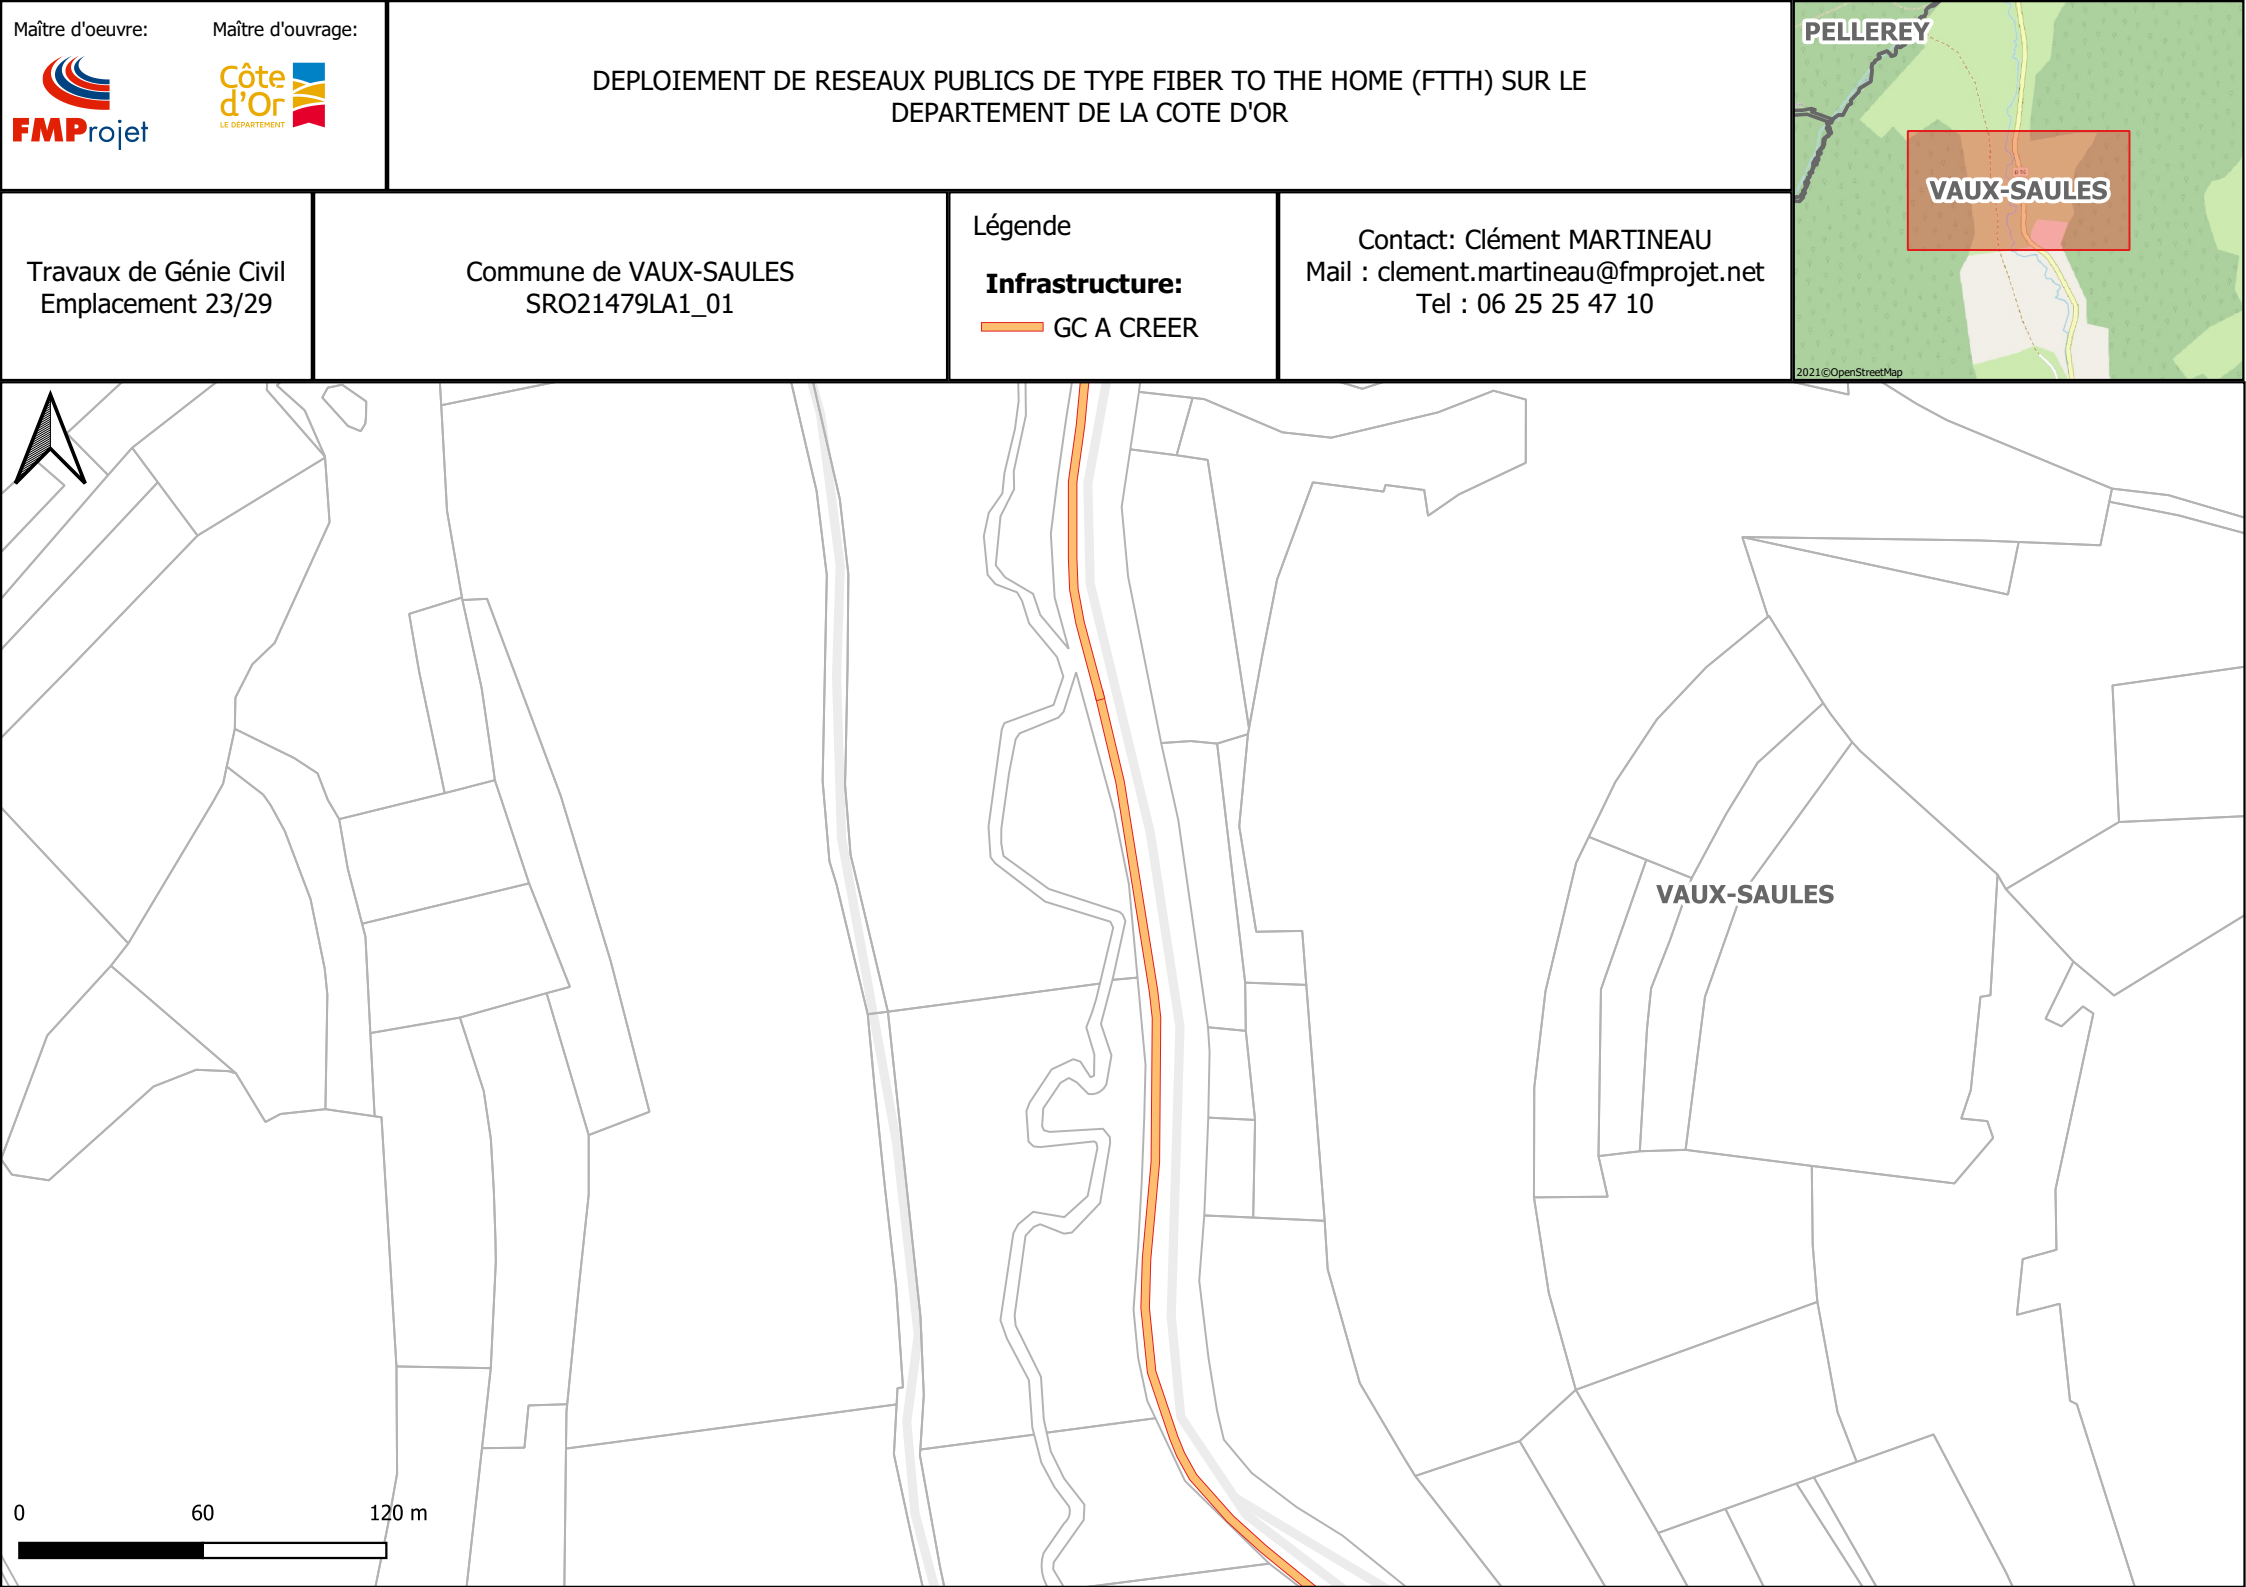 Maître d'oeuvre:
Maître d'ouvrage:
FMProjet
Côte
d'Or
LE DÉPARTEMENT
DEPLOIEMENT DE RESEAUX PUBLICS DE TYPE FIBER TO THE HOME (FTTH) SUR LE
DEPARTEMENT DE LA COTE D'OR
PELLEREY
VAUX-SAULES
2021©OpenStreetMap
Travaux de Génie Civil
Emplacement 23/29
Commune de VAUX-SAULES
SRO21479LA1_01
Légende
Infrastructure:
GC A CREER
Contact: Clément MARTINEAU
Mail : clement.martineau@fmprojet.net
Tel : 06 25 25 47 10
VAUX-SAULES
0 60 120 m